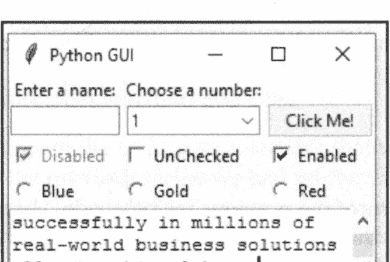 Python GUI
Enter a name: Choose a number:
1 Click Me!
Disabled UnChecked Enabled
Blue Gold Red
successfully in millions of
real-world business solutions